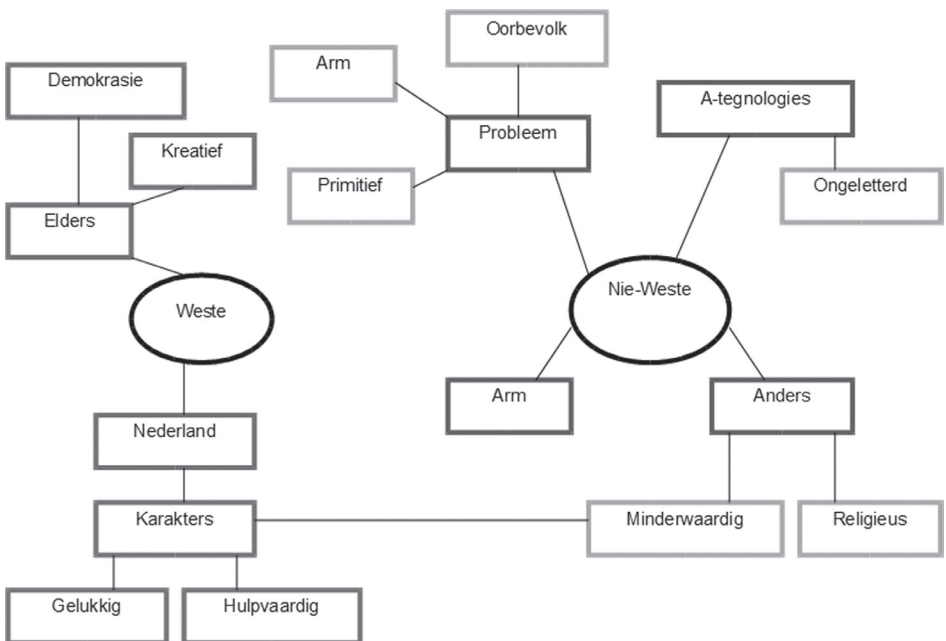 Oorbevolk
Arm
Demokrasie
A-tegnologies
Probleem
Kreatief
Primitief
Ongeletterd
Elders
Nie-Weste
Weste
Arm
Anders
Nederland
Karakters
Minderwaardig
Religieus
Gelukkig
Hulpvaardig